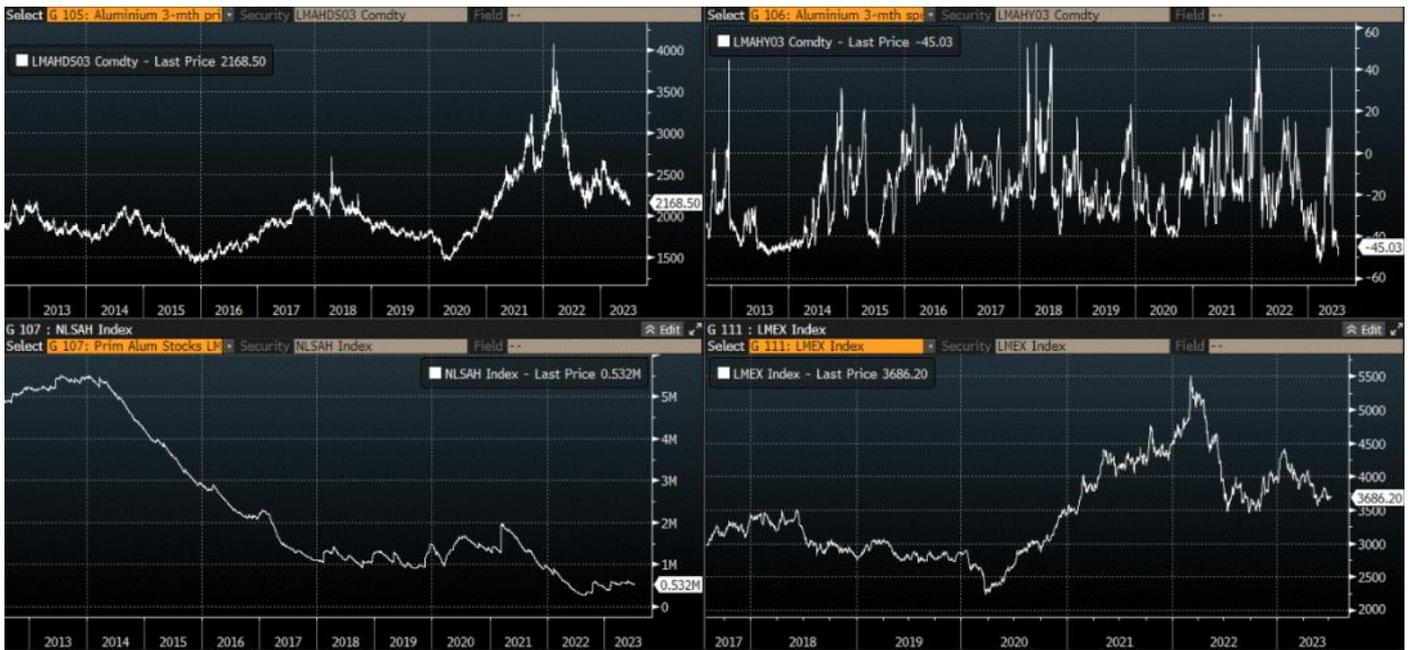 Select G 105: Aluminium 3-mth pri Security LMAHDS03 Comdty Field --
LMAHDS03 Comdty - Last Price 2168.50
4000
3500
3000
2500
2168.50
2000
1500
2013 2014 2015 2016 2017 2018 2019 2020 2021 2022 2023
Select G 106: Aluminium 3-mth spr Security LMAHY03 Comdty Field --
LMAHY03 Comdty - Last Price -45.03
60
40
20
0
-20
-40
-45.03
-60
2013 2014 2015 2016 2017 2018 2019 2020 2021 2022 2023
G 107 : NLSAH Index Edit
Select G 107: Prim Alum Stocks LM Security NLSAH Index Field --
NLSAH Index - Last Price 0.532M
5M
4M
3M
2M
1M
0.532M
0
2013 2014 2015 2016 2017 2018 2019 2020 2021 2022 2023
G 111 : LMEX Index Edit
Select G 111: LMEX Index Security LMEX Index Field --
LMEX Index - Last Price 3686.20
5500
5000
4500
4000
3686.20
3500
3000
2500
2000
2017 2018 2019 2020 2021 2022 2023